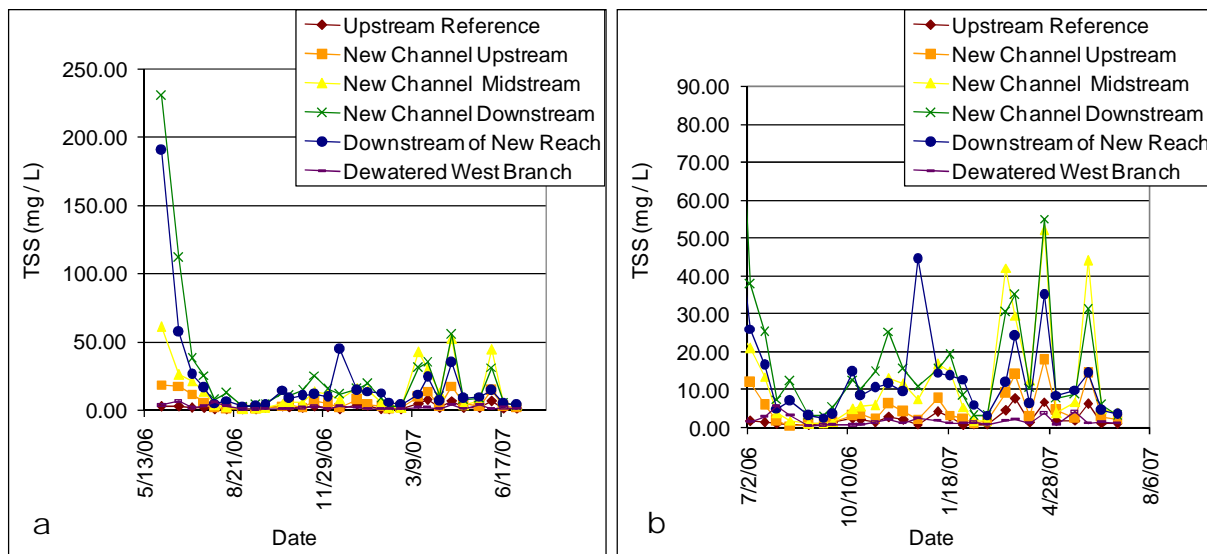 Upstream Reference
New Channel Upstream
New Channel Midstream
New Channel Downstream
Downstream of New Reach
Dewatered West Branch
250.00
200.00
150.00
100.00
50.00
0.00
TSS (mg / L)
5/13/06
8/21/06
11/29/06
3/9/07
6/17/07
Date
a
Upstream Reference
New Channel Upstream
New Channel Midstream
New Channel Downstream
Downstream of New Reach
Dewatered West Branch
90.00
80.00
70.00
60.00
50.00
40.00
30.00
20.00
10.00
0.00
TSS (mg / L)
7/2/06
10/10/06
1/18/07
4/28/07
8/6/07
Date
b